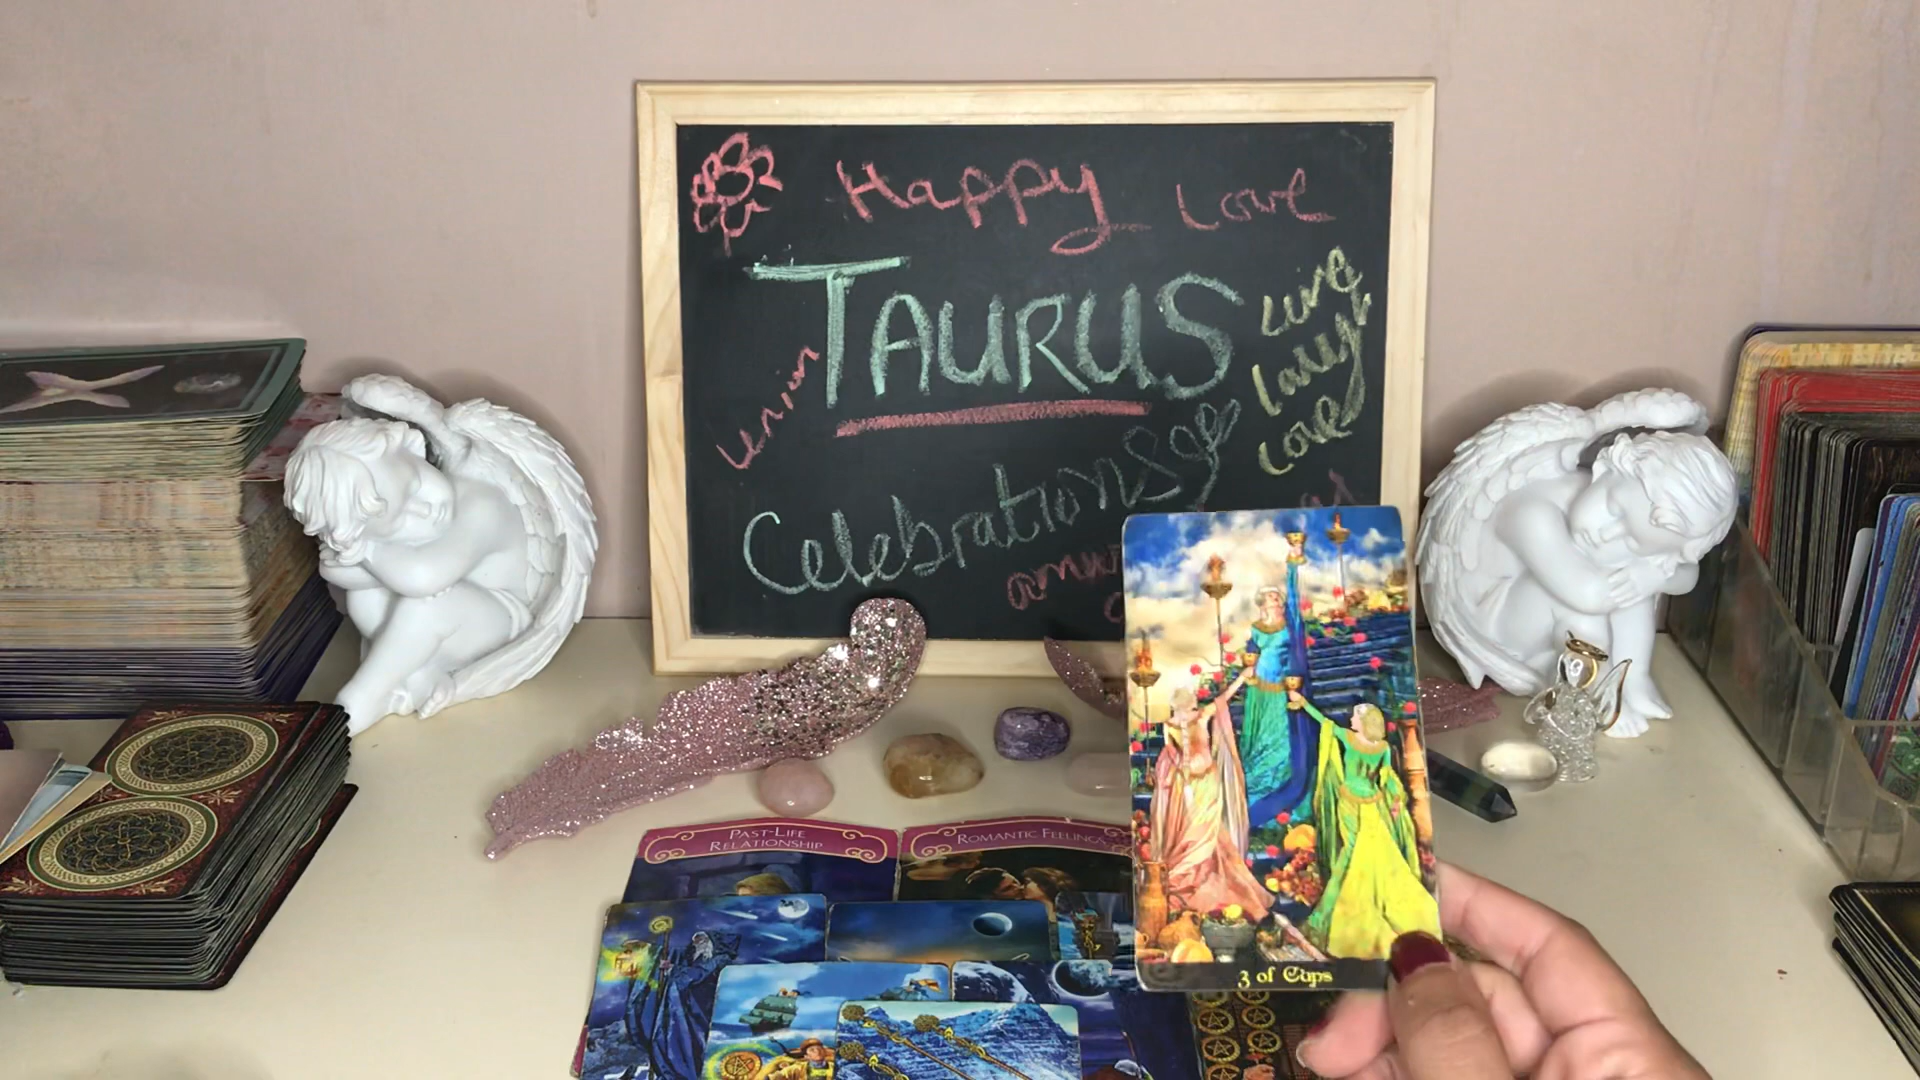 Happy Love
TAURUS
Union
Live
Laugh
Love
Celebrations
PAST-LIFE
RELATIONSHIP
ROMANTIC FEELINGS
3 of Cups